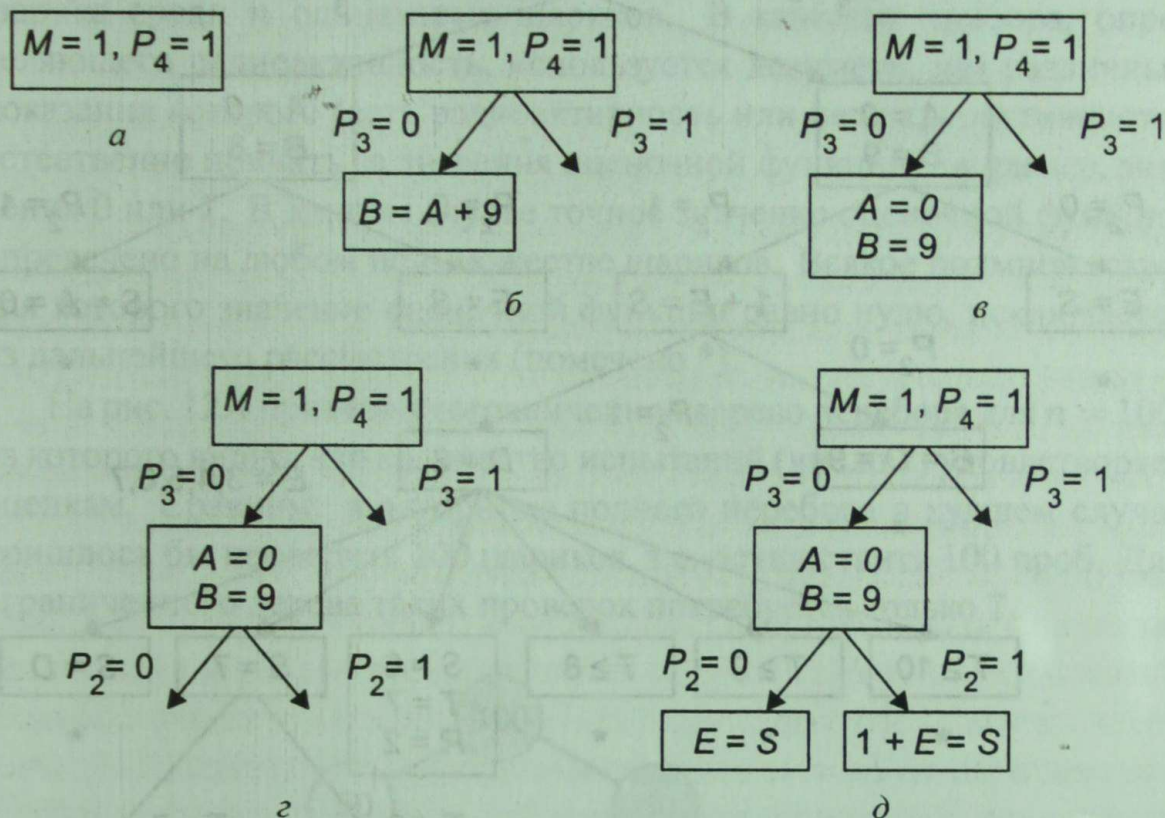 M = 1, P₄ = 1
а
M = 1, P₄ = 1
P₃ = 0
P₃ = 1
B = A + 9
б
M = 1, P₄ = 1
P₃ = 0
P₃ = 1
A = 0
B = 9
в
M = 1, P₄ = 1
P₃ = 0
P₃ = 1
A = 0
B = 9
P₂ = 0
P₂ = 1
г
M = 1, P₄ = 1
P₃ = 0
P₃ = 1
A = 0
B = 9
P₂ = 0
P₂ = 1
E = S
1 + E = S
д